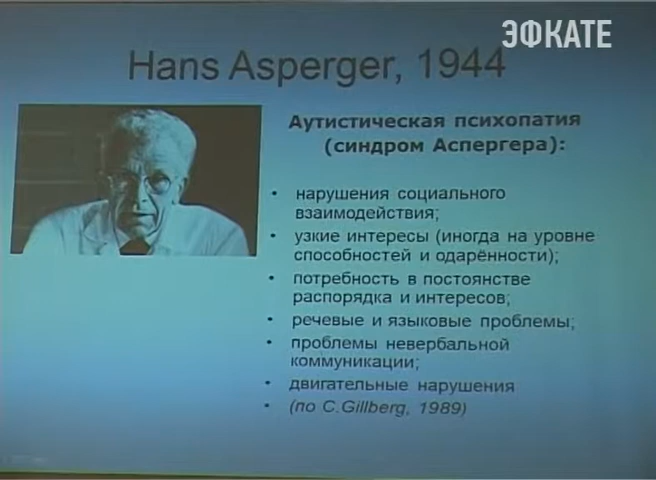 ЭФКАТЕ
Hans Asperger, 1944
Аутистическая психопатия
(синдром Аспергера):
• нарушения социального
взаимодействия;
• узкие интересы (иногда на уровне
способностей и одарённости);
• потребность в постоянстве
распорядка и интересов;
• речевые и языковые проблемы;
• проблемы невербальной
коммуникации;
• двигательные нарушения
• (по C.Gillberg, 1989)